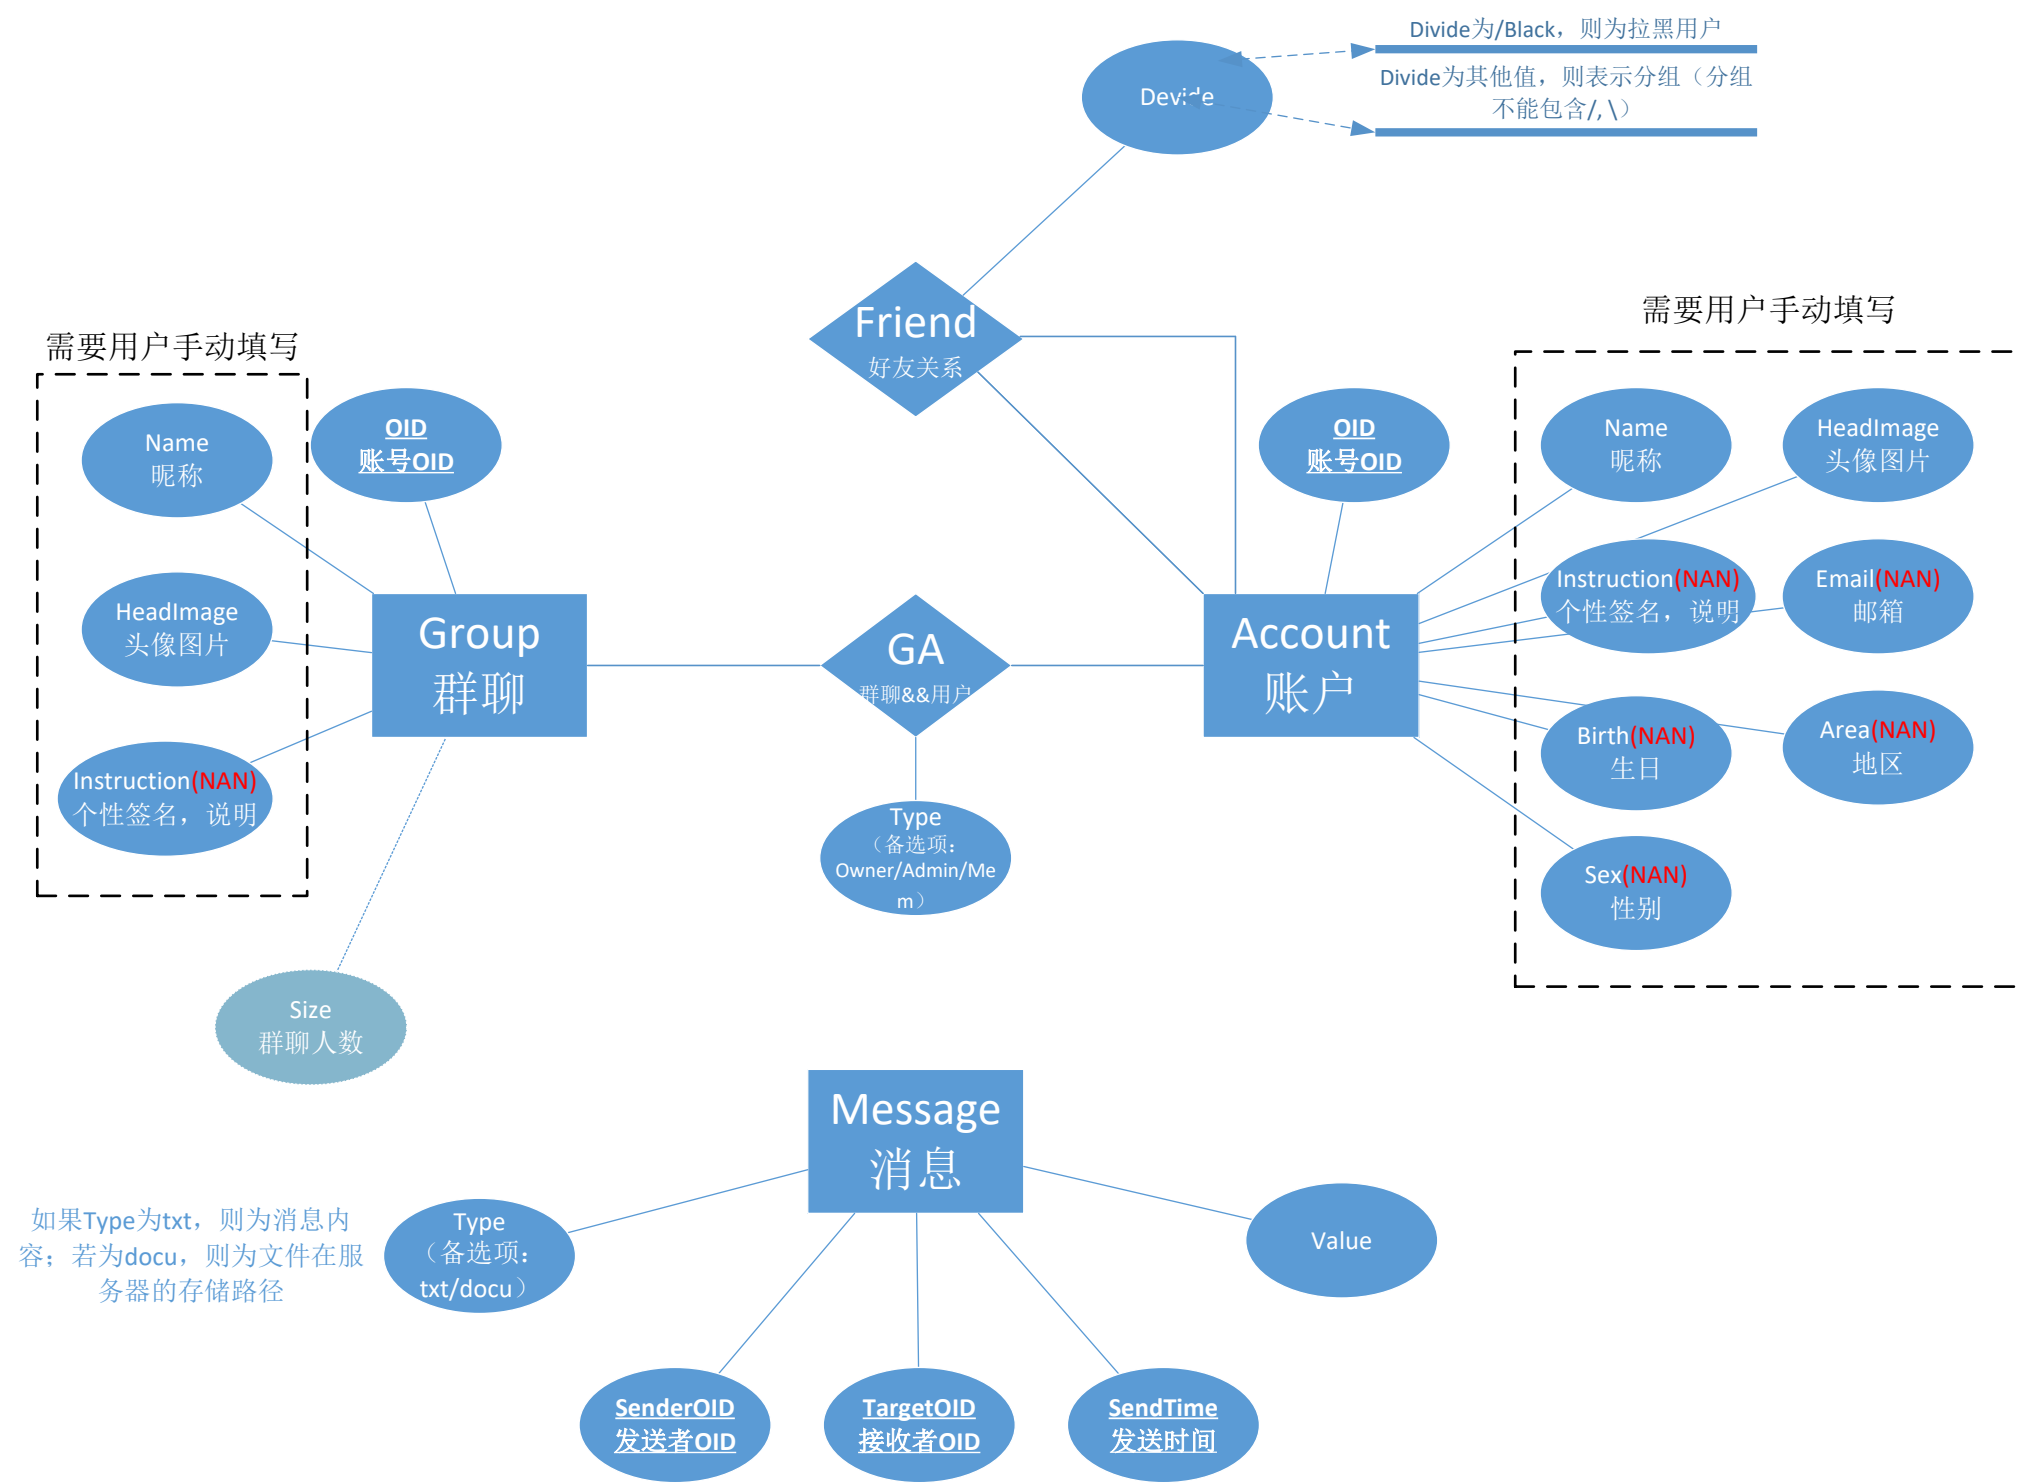 Divide为/Black，则为拉黑用户
Divide为其他值，则表示分组（分组
不能包含/,\）
Devide
Friend
好友关系
需要用户手动填写
需要用户手动填写
Name
昵称
OID
账号OID
HeadImage
头像图片
Instruction(NAN)
个性签名，说明
Group
群聊
GA
群聊&&用户
Type
（备选项：
Owner/Admin/Me
m）
Account
账户
OID
账号OID
Name
昵称
HeadImage
头像图片
Instruction(NAN)
个性签名，说明
Email(NAN)
邮箱
Birth(NAN)
生日
Area(NAN)
地区
Sex(NAN)
性别
Size
群聊人数
Message
消息
如果Type为txt，则为消息内
容；若为docu，则为文件在服
务器的存储路径
Type
（备选项：
txt/docu）
Value
SenderOID
发送者OID
TargetOID
接收者OID
SendTime
发送时间